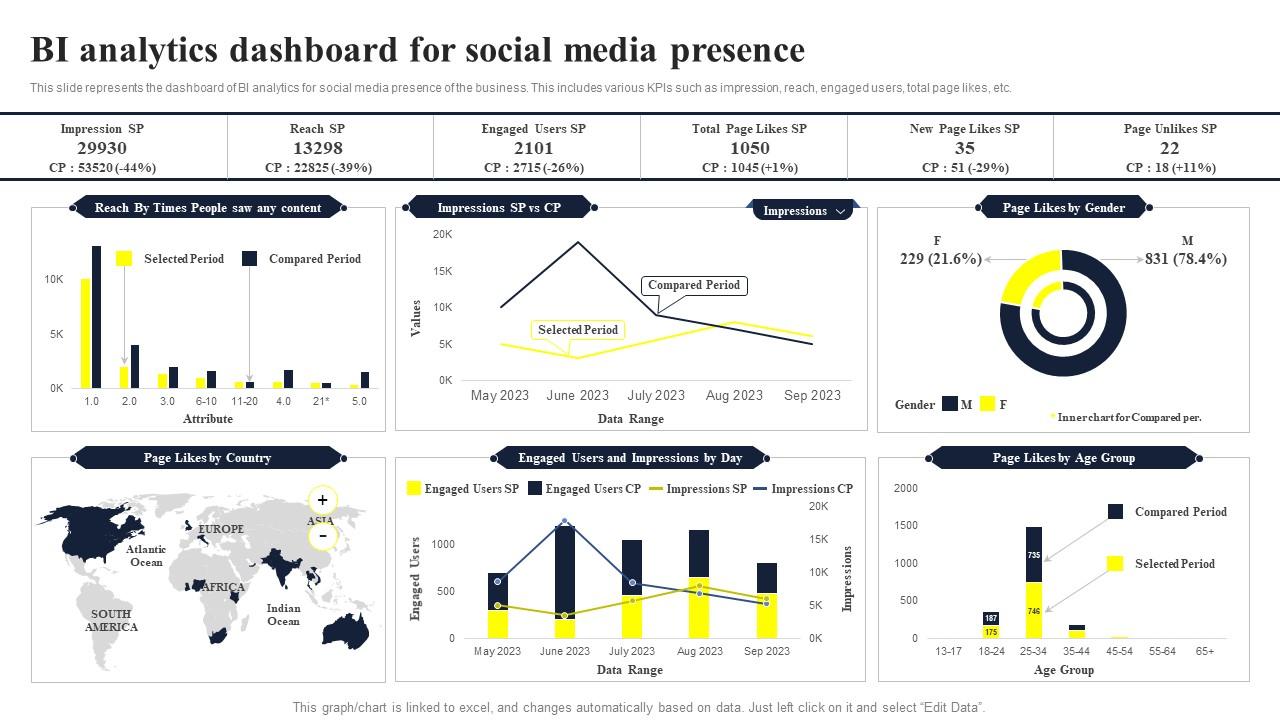 BI analytics dashboard for social media presence
This slide represents the dashboard of BI analytics for social media presence of the business. This includes various KPIs such as impression, reach, engaged users, total page likes, etc.
Impression SP
29930
CP : 53520 (-44%)
Reach SP
13298
CP : 22825 (-39%)
Engaged Users SP
2101
CP : 2715 (-26%)
Total Page Likes SP
1050
CP : 1045 (+1%)
New Page Likes SP
35
CP : 51 (-29%)
Page Unlikes SP
22
CP : 18 (+11%)
Reach By Times People saw any content
Selected Period
Compared Period
10K
5K
0K
1.0 2.0 3.0 6-10 11-20 4.0 21* 5.0
Attribute
Impressions SP vs CP
Impressions
20K
15K
10K
5K
0K
Values
Compared Period
Selected Period
May 2023 June 2023 July 2023 Aug 2023 Sep 2023
Data Range
Page Likes by Gender
F
229 (21.6%)
M
831 (78.4%)
Gender M F
* Inner chart for Compared per.
Page Likes by Country
+
ASIA
-
EUROPE
Atlantic
Ocean
AFRICA
SOUTH
AMERICA
Indian
Ocean
Engaged Users and Impressions by Day
Engaged Users SP Engaged Users CP Impressions SP Impressions CP
Engaged Users
1000
500
0
20K
15K
10K
5K
0K
Impressions
May 2023 June 2023 July 2023 Aug 2023 Sep 2023
Data Range
Page Likes by Age Group
2000
1500
1000
500
0
Compared Period
Selected Period
187
175
735
746
13-17 18-24 25-34 35-44 45-54 55-64 65+
Age Group
This graph/chart is linked to excel, and changes automatically based on data. Just left click on it and select “Edit Data”.